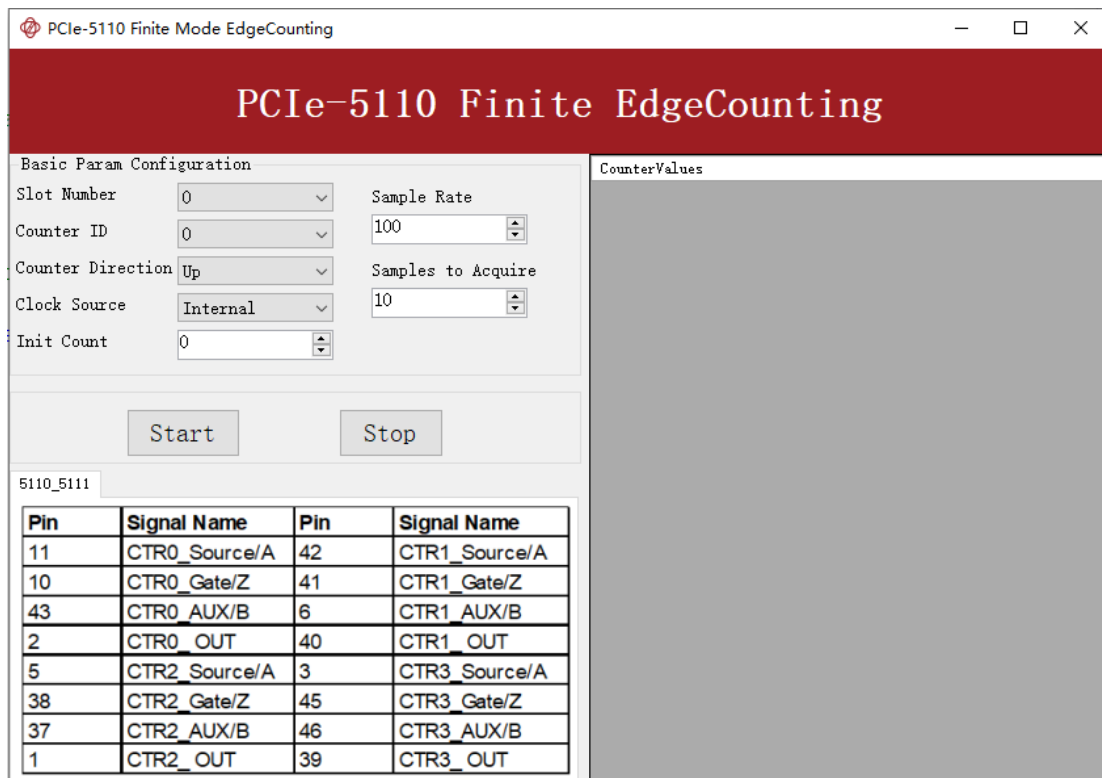 PCIe-5110 Finite Mode EdgeCounting
PCIe-5110 Finite EdgeCounting
Basic Param Configuration
Slot Number 0
Counter ID 0
Counter Direction Up
Clock Source Internal
Init Count 0
Sample Rate
100
Samples to Acquire
10
CounterValues
Start Stop
5110_5111
Pin Signal Name Pin Signal Name
11 CTR0_Source/A 42 CTR1_Source/A
10 CTR0_Gate/Z 41 CTR1_Gate/Z
43 CTR0_AUX/B 6 CTR1_AUX/B
2 CTR0_ OUT 40 CTR1_ OUT
5 CTR2_Source/A 3 CTR3_Source/A
38 CTR2_Gate/Z 45 CTR3_Gate/Z
37 CTR2_AUX/B 46 CTR3_AUX/B
1 CTR2_ OUT 39 CTR3_ OUT